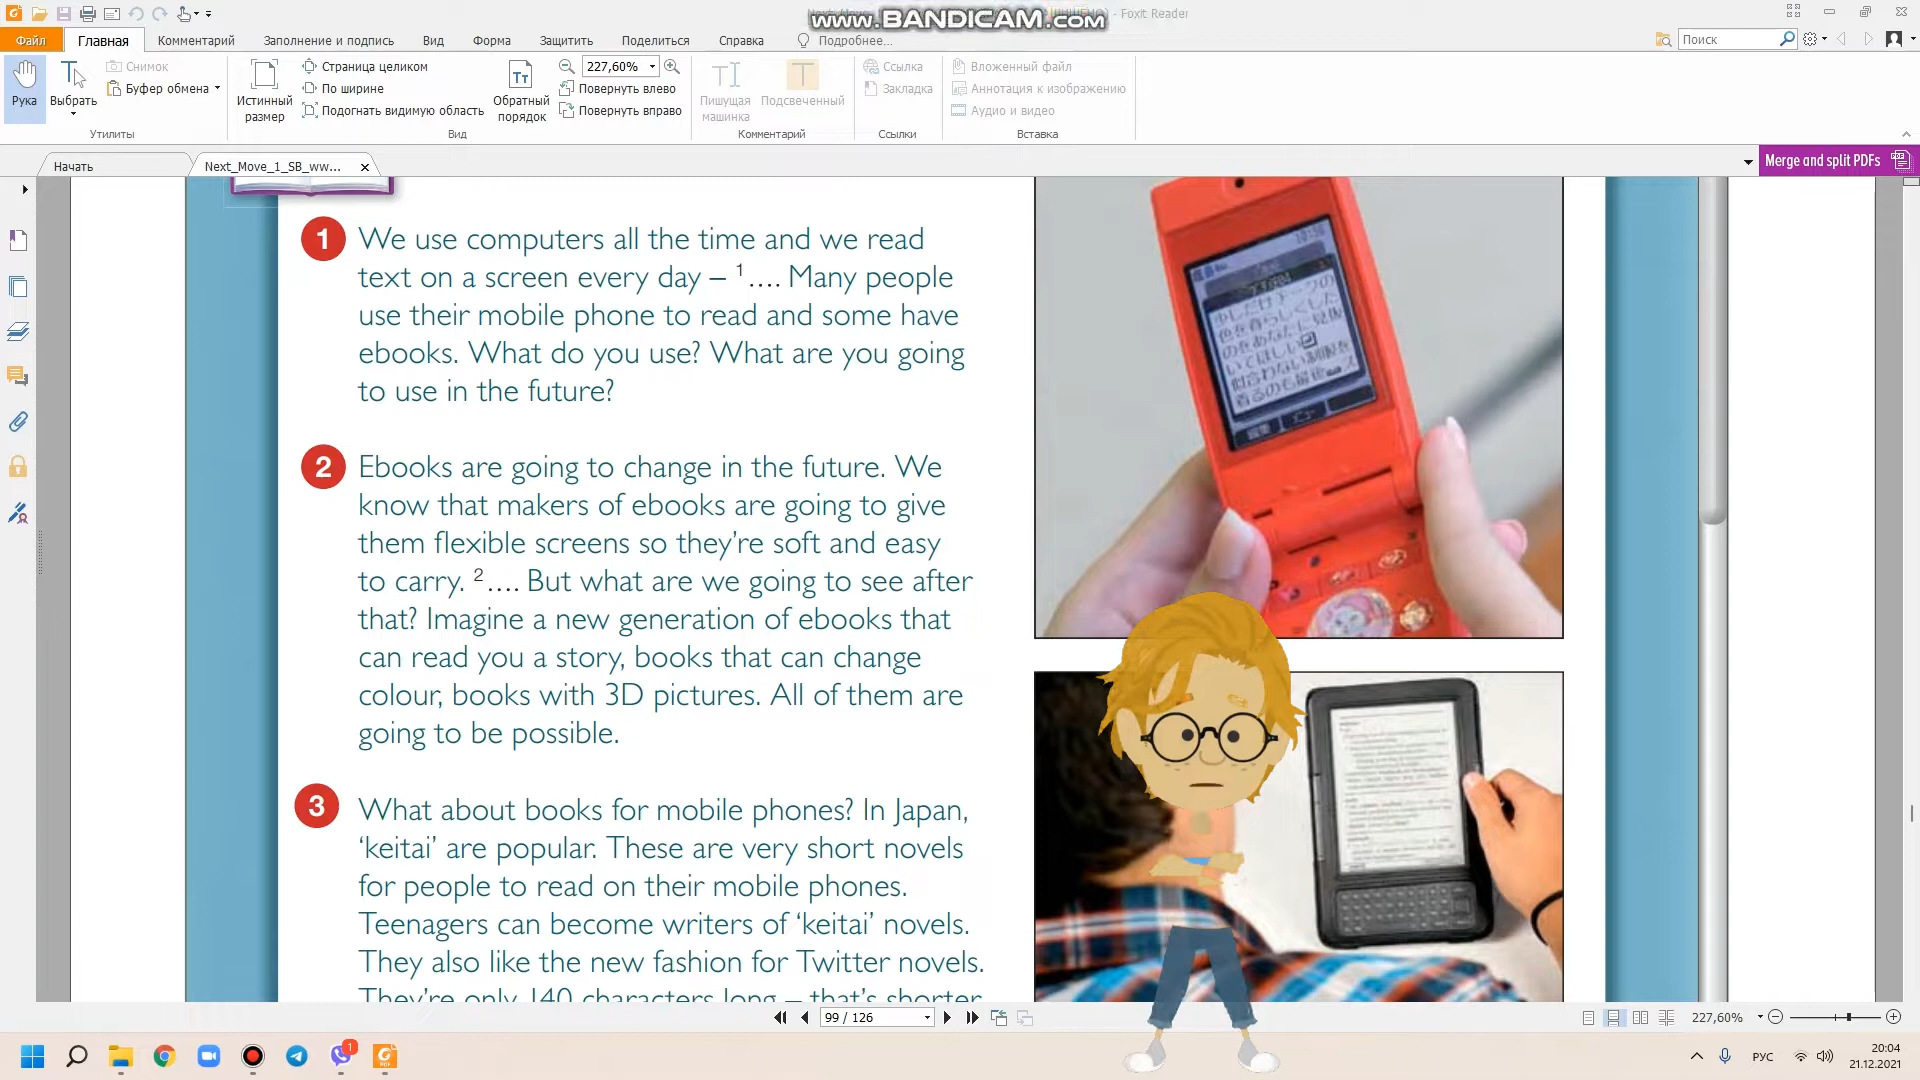 www.BANDICAM.com
- Foxit Reader
Файл
Главная
Комментарий
Заполнение и подпись
Вид
Форма
Защитить
Поделиться
Справка
Подробнее...
Поиск
Рука
Выбрать
Снимок
Буфер обмена
Утилиты
Истинный размер
Страница целиком
По ширине
Подогнать видимую область
Обратный порядок
227,60%
Повернуть влево
Повернуть вправо
Вид
Пишущая машинка
Подсвеченный
Комментарий
Ссылка
Закладка
Ссылки
Вложенный файл
Аннотация к изображению
Аудио и видео
Вставка
Начать
Next_Move_1_SB_ww...
Merge and split PDFs
1 We use computers all the time and we read
text on a screen every day – 1.... Many people
use their mobile phone to read and some have
ebooks. What do you use? What are you going
to use in the future?
2 Ebooks are going to change in the future. We
know that makers of ebooks are going to give
them flexible screens so they're soft and easy
to carry. 2.... But what are we going to see after
that? Imagine a new generation of ebooks that
can read you a story, books that can change
colour, books with 3D pictures. All of them are
going to be possible.
3 What about books for mobile phones? In Japan,
'keitai' are popular. These are very short novels
for people to read on their mobile phones.
Teenagers can become writers of 'keitai' novels.
They also like the new fashion for Twitter novels.
They're only 140 characters long – that's shorter
99 / 126
227,60%
1
РУС
20:04
21.12.2021